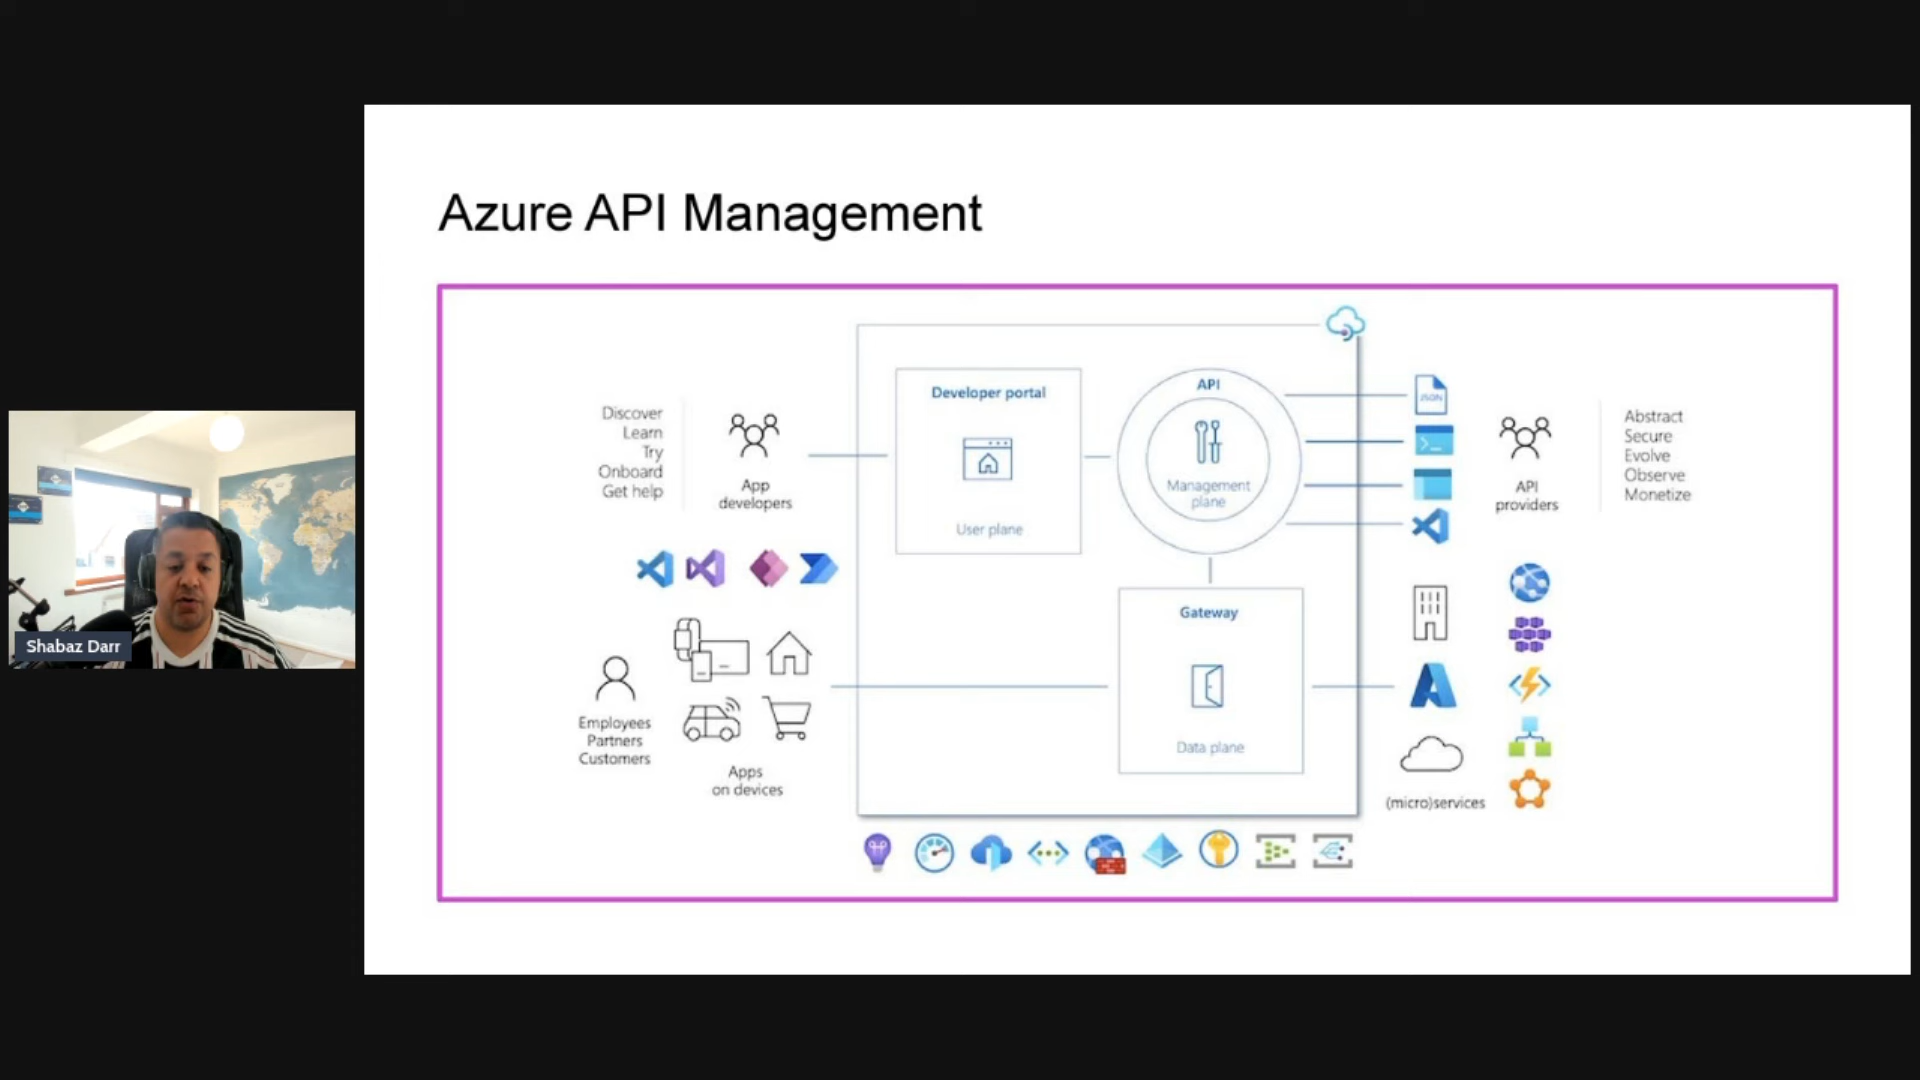 Azure API Management
Discover
Learn
Try
Onboard
Get help
App
developers
Developer portal
User plane
API
Management
plane
JSON
API
providers
Abstract
Secure
Evolve
Observe
Monetize
Gateway
Data plane
Employees
Partners
Customers
Apps
on devices
(micro)services
Shabaz Darr